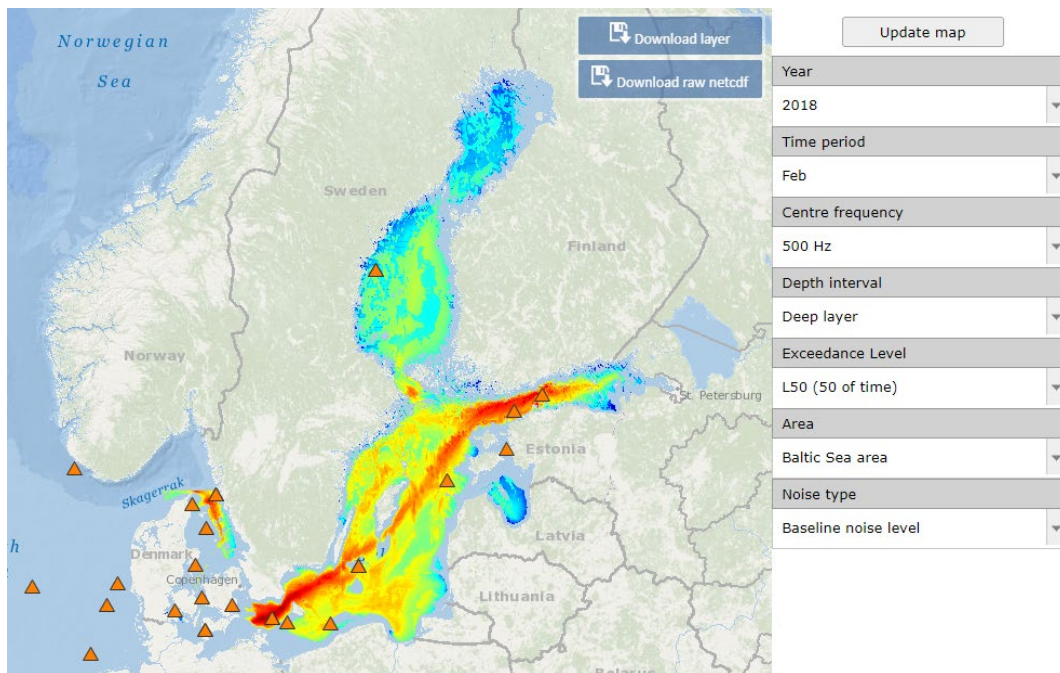 Norwegian
Sea
Download layer
Download raw netcdf
Sweden
Finland
Norway
St. Petersburg
Estonia
Skagerrak
Latvia
Denmark
Copenhagen
Lithuania
Belarus
Update map
Year
2018
Time period
Feb
Centre frequency
500 Hz
Depth interval
Deep layer
Exceedance Level
L50 (50 of time)
Area
Baltic Sea area
Noise type
Baseline noise level